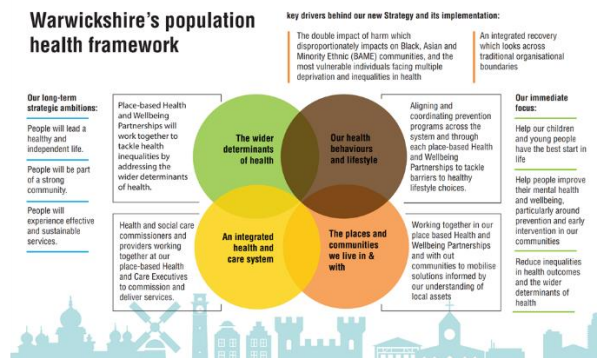 Warwickshire's population
health framework
key drivers behind our new Strategy and its implementation:
The double impact of harm which
disproportionately impacts on Black, Asian and
Minority Ethnic (BAME) communities, and the
most vulnerable individuals facing multiple
deprivation and inequalities in health
An integrated recovery
which looks across
traditional organisational
boundaries
Our long-term
strategic ambitions:
People will lead a
healthy and
independent life.
People will be part
of a strong
community.
People will
experience effective
and sustainable
services.
Place-based Health
and Wellbeing
Partnerships will
work together to
tackle health
inequalities by
addressing the
wider determinants
of health.
Health and social care
commissioners and
providers working
together at our
place-based Health
and Care Executives
to commission and
deliver services.
The wider
determinants
of health
Our health
behaviours
and lifestyle
An integrated
health and
care system
The places and
communities
we live in &
with
Aligning and
coordinating prevention
programs across the
system and through
each place-based Health
and Wellbeing
Partnerships to tackle
barriers to healthy
lifestyle choices.
Working together in our
place based Health and
Wellbeing Partnerships
and with out
communities to mobilise
solutions informed by
our understanding of
local assets
Our immediate
focus:
Help our children
and young people
have the best start in
life
Help people improve
their mental health
and wellbeing,
particularly around
prevention and early
intervention in our
communities
Reduce inequalities
in health outcomes
and the wider
determinants of
health